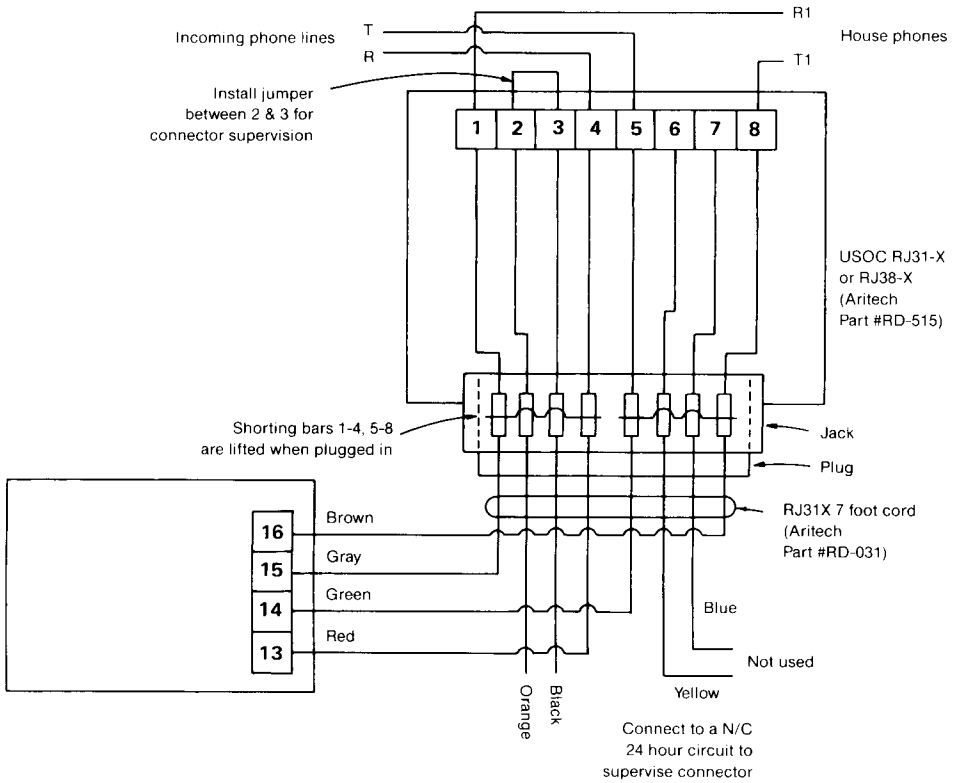 R1
T
Incoming phone lines
House phones
R
T1
Install jumper
between 2 & 3 for
connector supervision
1 2 3 4 5 6 7 8
USOC RJ31-X
or RJ38-X
(Aritech
Part #RD-515)
Shorting bars 1-4, 5-8
are lifted when plugged in
Jack
Plug
RJ31X 7 foot cord
(Aritech
Part #RD-031)
16 Brown
15 Gray
14 Green
13 Red
Blue
Not used
Yellow
Orange
Black
Connect to a N/C
24 hour circuit to
supervise connector